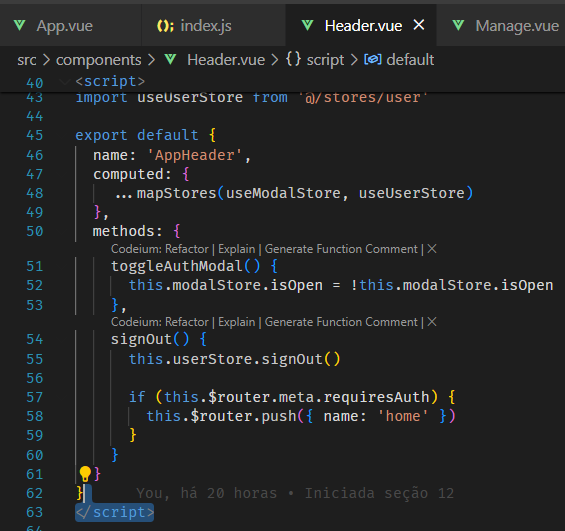 App.vue index.js Header.vue × Manage.vue
src > components > Header.vue > {} script > default
40 <script>
43 import useUserStore from '@/stores/user'
44
45 export default {
46 name: 'AppHeader',
47 computed: {
48 ...mapStores(useModalStore, useUserStore)
49 },
50 methods: {
Codeium: Refactor | Explain | Generate Function Comment | ×
51 toggleAuthModal() {
52 this.modalStore.isOpen = !this.modalStore.isOpen
53 },
Codeium: Refactor | Explain | Generate Function Comment | ×
54 signOut() {
55 this.userStore.signOut()
56
57 if (this.$router.meta.requiresAuth) {
58 this.$router.push({ name: 'home' })
59 }
60 }
61 }
62 } You, há 20 horas • Iniciada seção 12
63 </script>